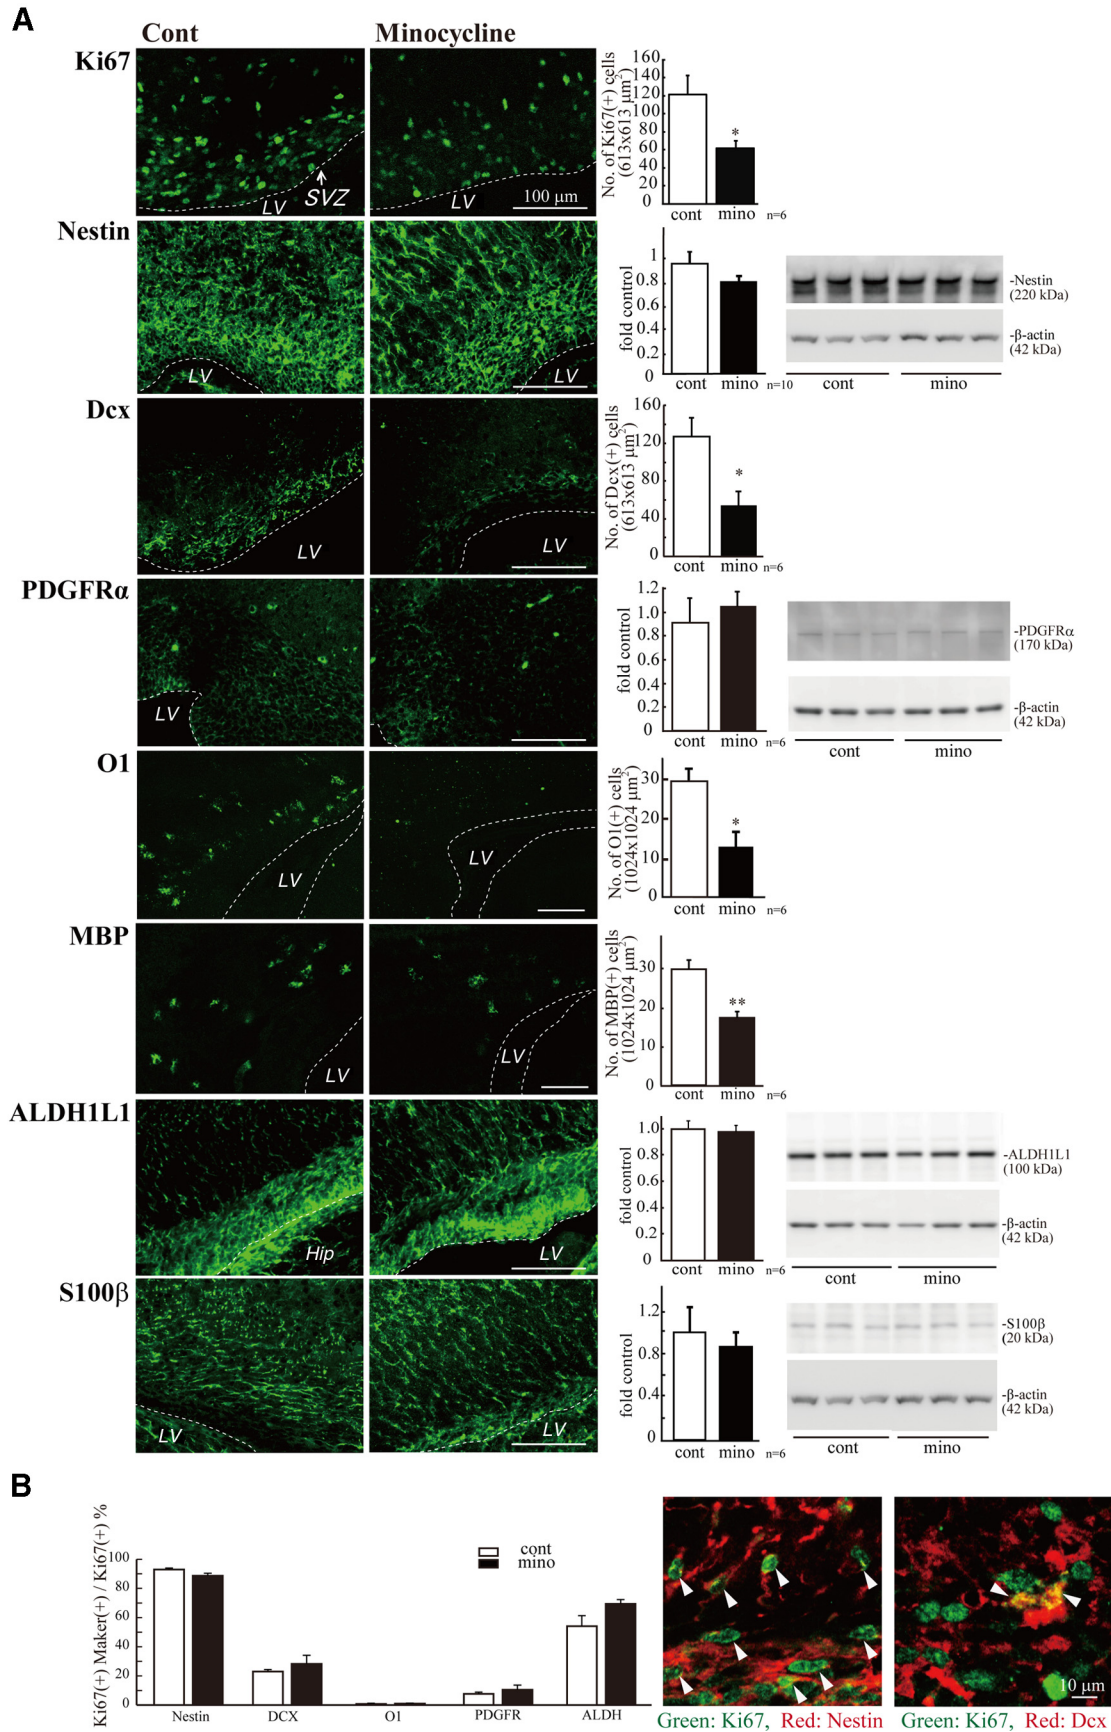 A
Cont
Minocycline
Ki67
SVZ
LV
LV
100 μm
No. of Ki67(+) cells
(613x613 μm²)
160
140
120
100
80
60
40
20
0
*
cont
mino
n=6
Nestin
LV
LV
fold control
1
0.8
0.6
0.4
0.2
0
cont
mino
n=10
-Nestin
(220 kDa)
-β-actin
(42 kDa)
cont
mino
Dcx
LV
LV
No. of Dcx(+) cells
(613x613 μm²)
160
120
80
40
0
*
cont
mino
n=6
PDGFRα
LV
fold control
1.2
1.0
0.8
0.6
0.4
0.2
0
cont
mino
n=6
-PDGFRα
(170 kDa)
-β-actin
(42 kDa)
cont
mino
O1
LV
LV
No. of O1(+) cells
(1024x1024 μm²)
30
20
10
0
*
cont
mino
n=6
MBP
LV
LV
No. of MBP(+) cells
(1024x1024 μm²)
30
20
10
0
**
cont
mino
n=6
ALDH1L1
Hip
LV
fold control
1.0
0.8
0.6
0.4
0.2
0
cont
mino
n=6
-ALDH1L1
(100 kDa)
-β-actin
(42 kDa)
cont
mino
S100β
LV
LV
fold control
1.2
0.8
0.4
0
cont
mino
n=6
-S100β
(20 kDa)
-β-actin
(42 kDa)
cont
mino
B
Ki67(+) Maker(+) / Ki67(+) %
100
80
60
40
20
0
cont
mino
Nestin
DCX
O1
PDGFR
ALDH
10 μm
Green: Ki67, Red: Nestin
Green: Ki67, Red: Dcx